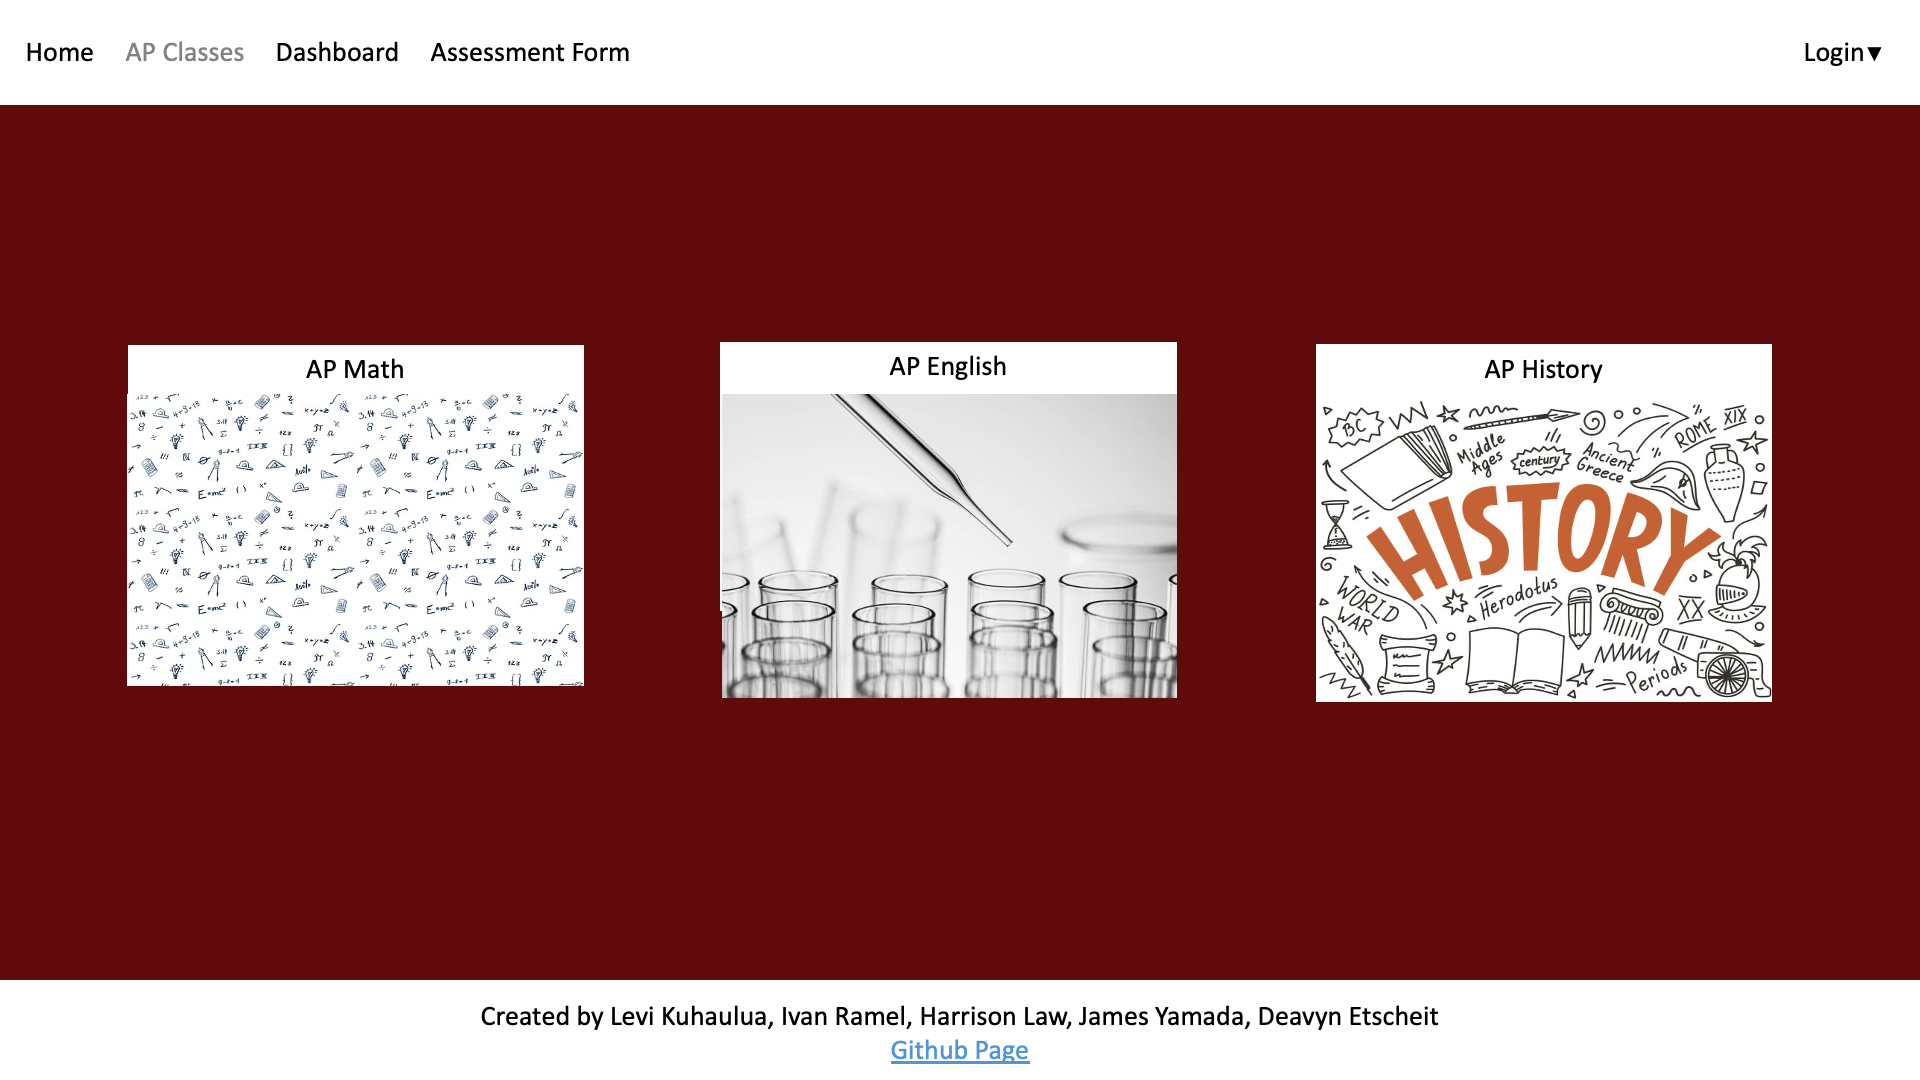 Home AP Classes Dashboard Assessment Form Login▼
AP Math
AP English
AP History
BC
Middle Ages
century
Ancient Greece
ROME XIX
HISTORY
WORLD WAR
Herodotus
XX
Periods
E=mc²
Created by Levi Kuhaulua, Ivan Ramel, Harrison Law, James Yamada, Deavyn Etscheit
Github Page